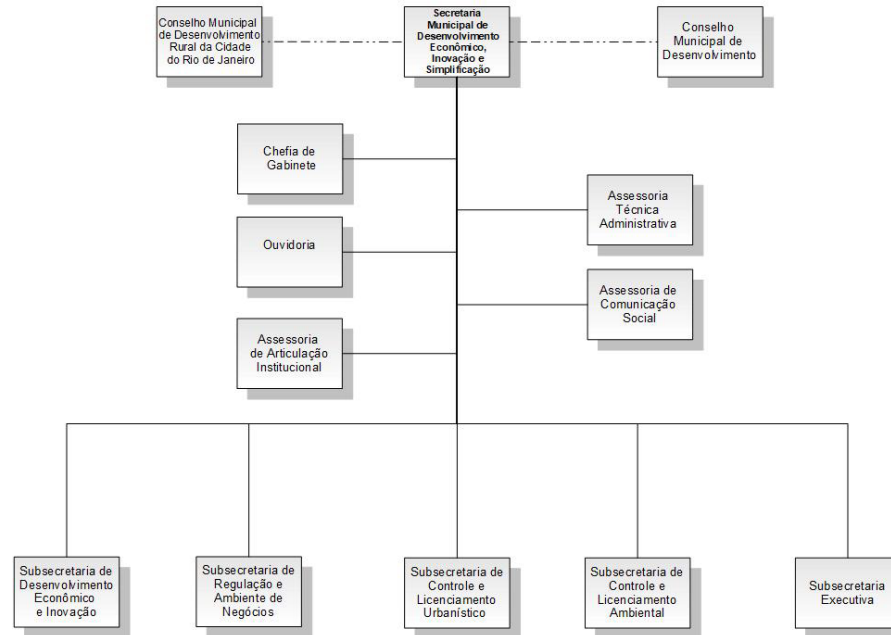 Conselho Municipal
de Desenvolvimento
Rural da Cidade
do Rio de Janeiro
Secretaria
Municipal de
Desenvolvimento
Econômico,
Inovação e
Simplificação
Conselho
Municipal de
Desenvolvimento
Chefia de
Gabinete
Assessoria
Técnica
Administrativa
Ouvidoria
Assessoria de
Comunicação
Social
Assessoria
de Articulação
Institucional
Subsecretaria de
Desenvolvimento
Econômico
e Inovação
Subsecretaria de
Regulação e
Ambiente de
Negócios
Subsecretaria de
Controle e
Licenciamento
Urbanístico
Subsecretaria de
Controle e
Licenciamento
Ambiental
Subsecretaria
Executiva